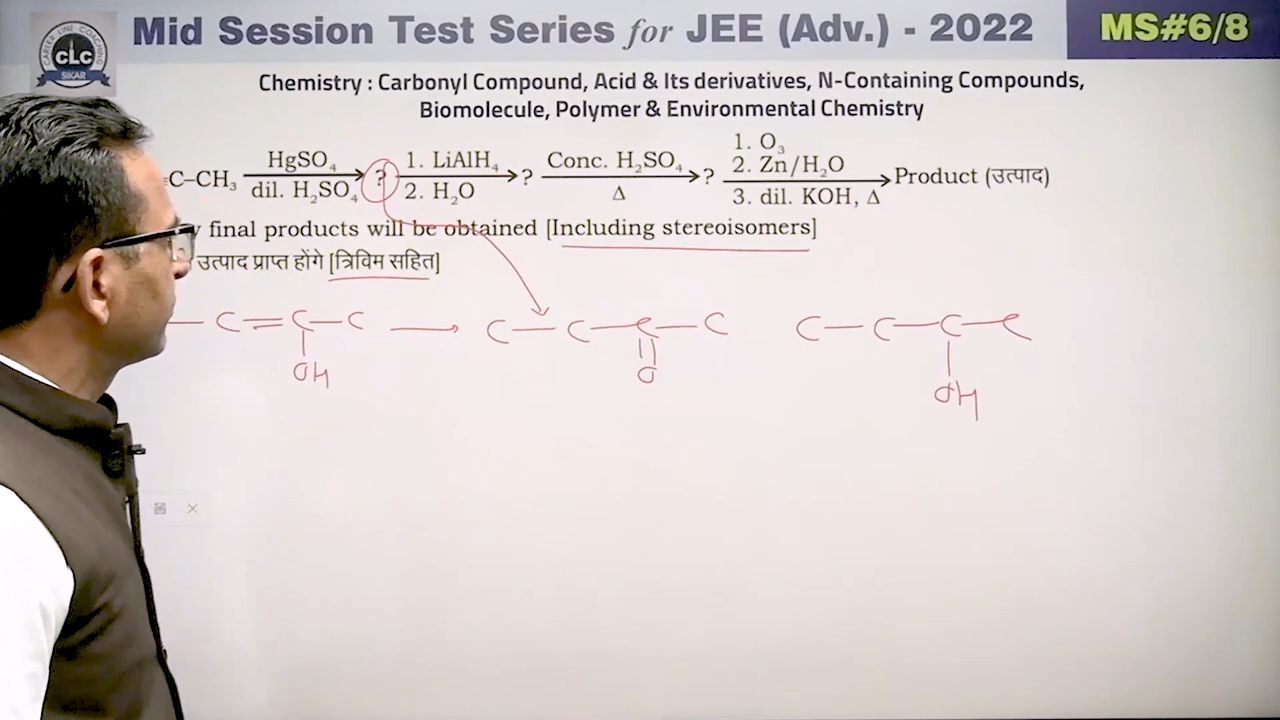 Mid Session Test Series for JEE (Adv.) - 2022 MS#6/8
CLC
SIKAR
Chemistry : Carbonyl Compound, Acid & Its derivatives, N-Containing Compounds,
Biomolecule, Polymer & Environmental Chemistry
≡C–CH₃ HgSO₄ dil. H₂SO₄ → ? 1. LiAlH₄ 2. H₂O → ? Conc. H₂SO₄ Δ → ? 1. O₃ 2. Zn/H₂O 3. dil. KOH, Δ → Product (उत्पाद)
final products will be obtained [Including stereoisomers]
उत्पाद प्राप्त होंगे [त्रिविम सहित]
— C = C – C → C — C — C – C C — C — C — C
OH O OH